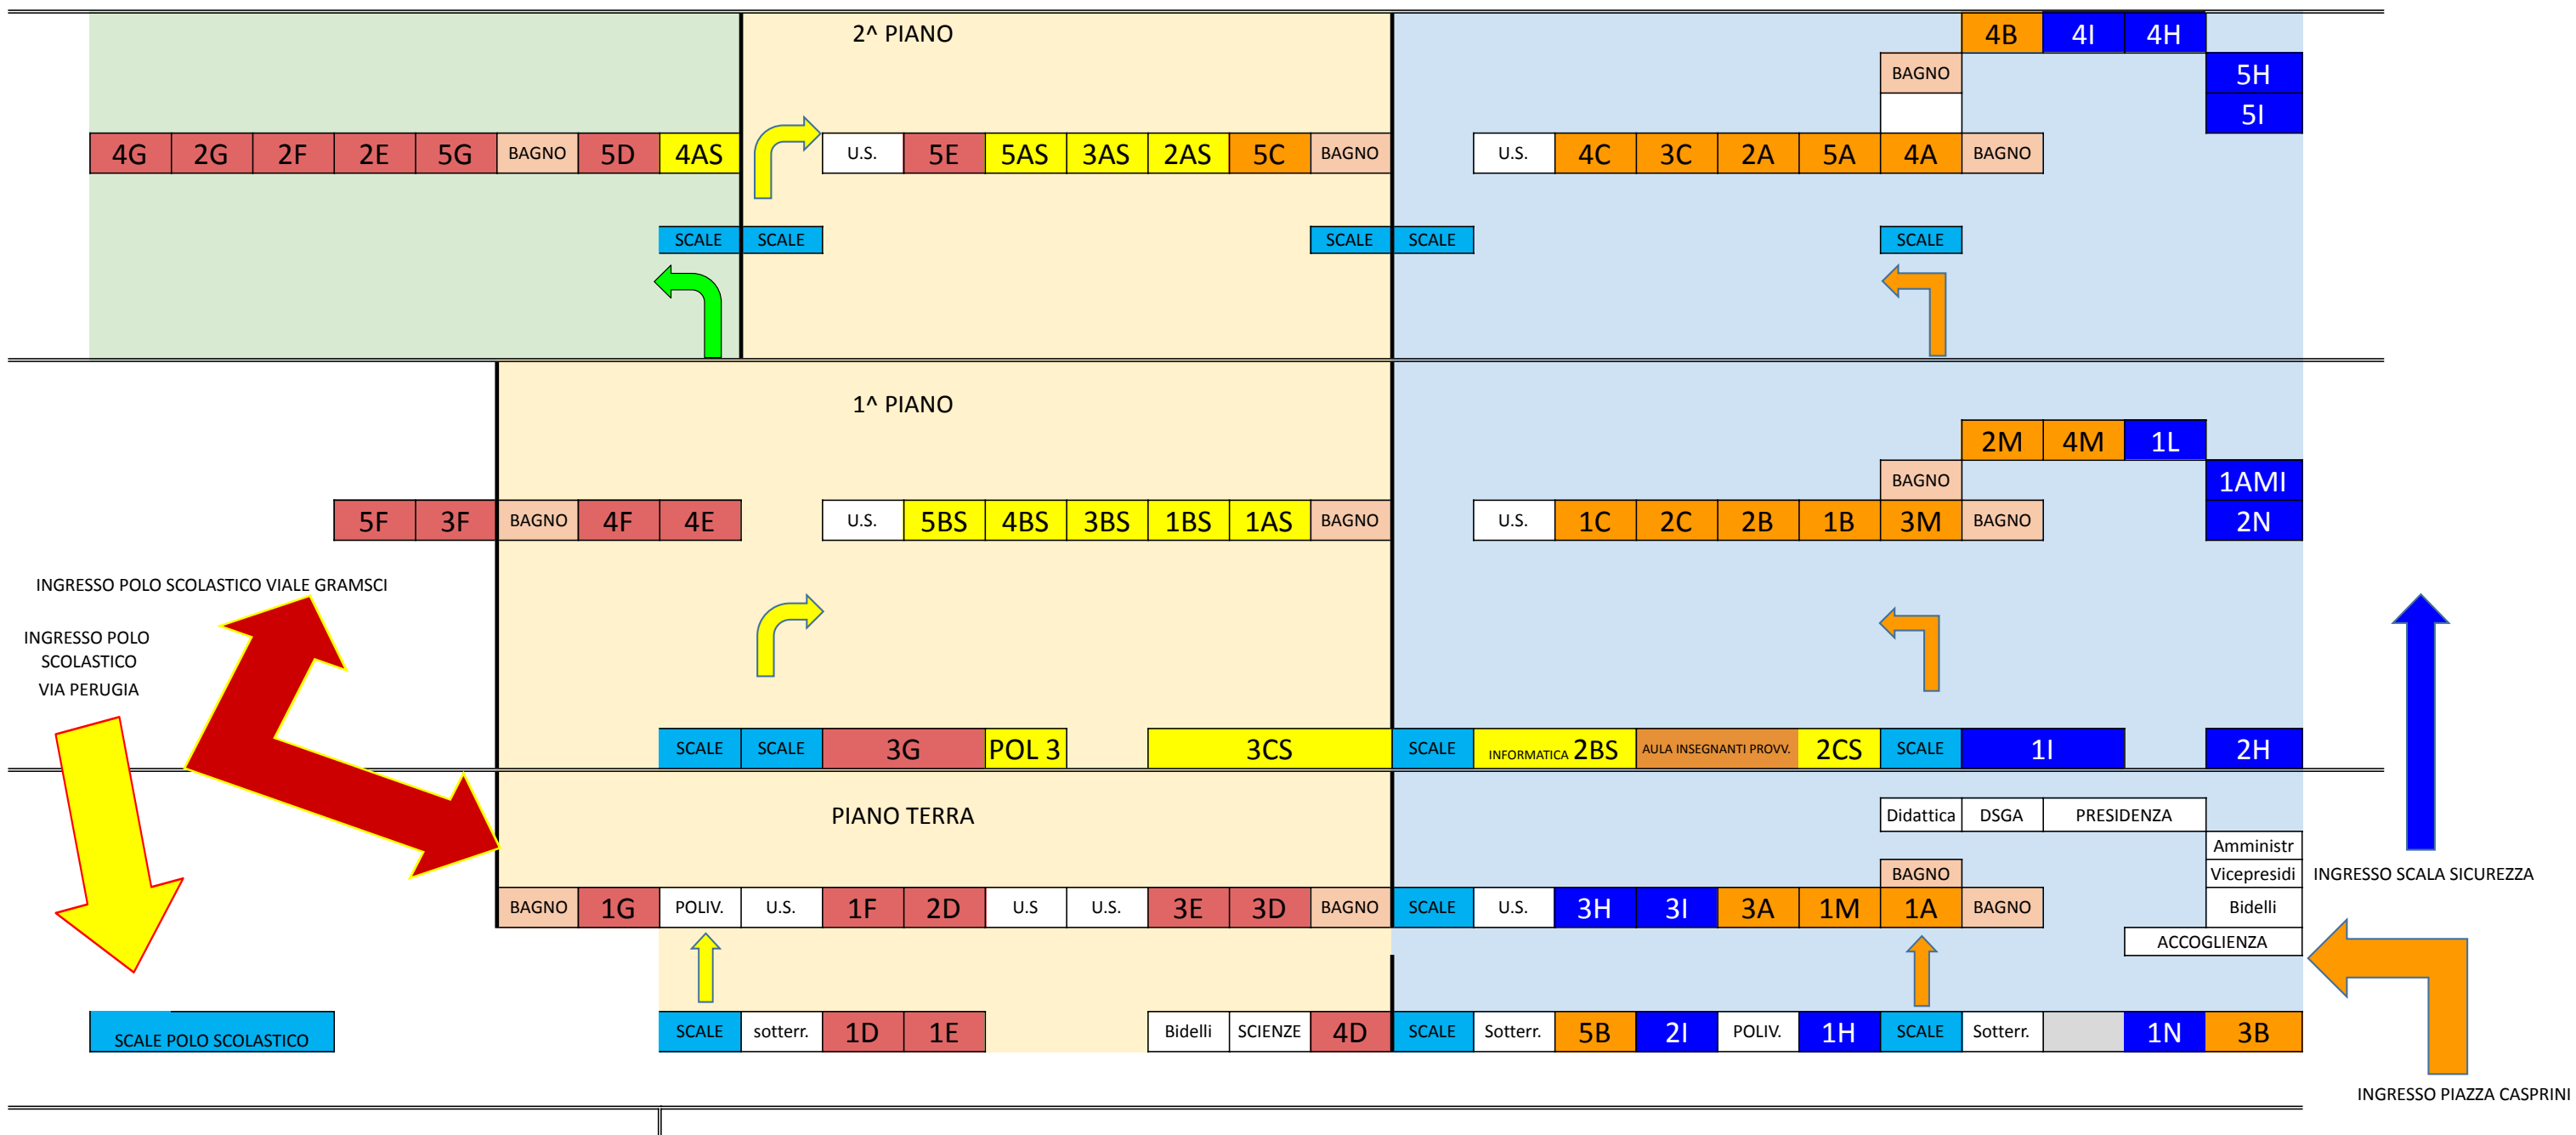 2^ PIANO
4B 4I 4H
BAGNO 5H
5I
4G 2G 2F 2E 5G BAGNO 5D 4AS U.S. 5E 5AS 3AS 2AS 5C BAGNO U.S. 4C 3C 2A 5A 4A BAGNO
SCALE SCALE SCALE SCALE SCALE
1^ PIANO
2M 4M 1L
BAGNO 1AMI
5F 3F BAGNO 4F 4E U.S. 5BS 4BS 3BS 1BS 1AS BAGNO U.S. 1C 2C 2B 1B 3M BAGNO 2N
INGRESSO POLO SCOLASTICO VIALE GRAMSCI
INGRESSO POLO
SCOLASTICO
VIA PERUGIA
SCALE SCALE 3G POL 3 3CS SCALE INFORMATICA 2BS AULA INSEGNANTI PROVV. 2CS SCALE 1I 2H
PIANO TERRA
Didattica DSGA PRESIDENZA
Amministr
BAGNO Vicepresidi
INGRESSO SCALA SICUREZZA
BAGNO 1G POLIV. U.S. 1F 2D U.S U.S. 3E 3D BAGNO SCALE U.S. 3H 3I 3A 1M 1A BAGNO Bidelli
ACCOGLIENZA
SCALE POLO SCOLASTICO SCALE sotterr. 1D 1E Bidelli SCIENZE 4D SCALE Sotterr. 5B 2I POLIV. 1H SCALE Sotterr. 1N 3B
INGRESSO PIAZZA CASPRINI